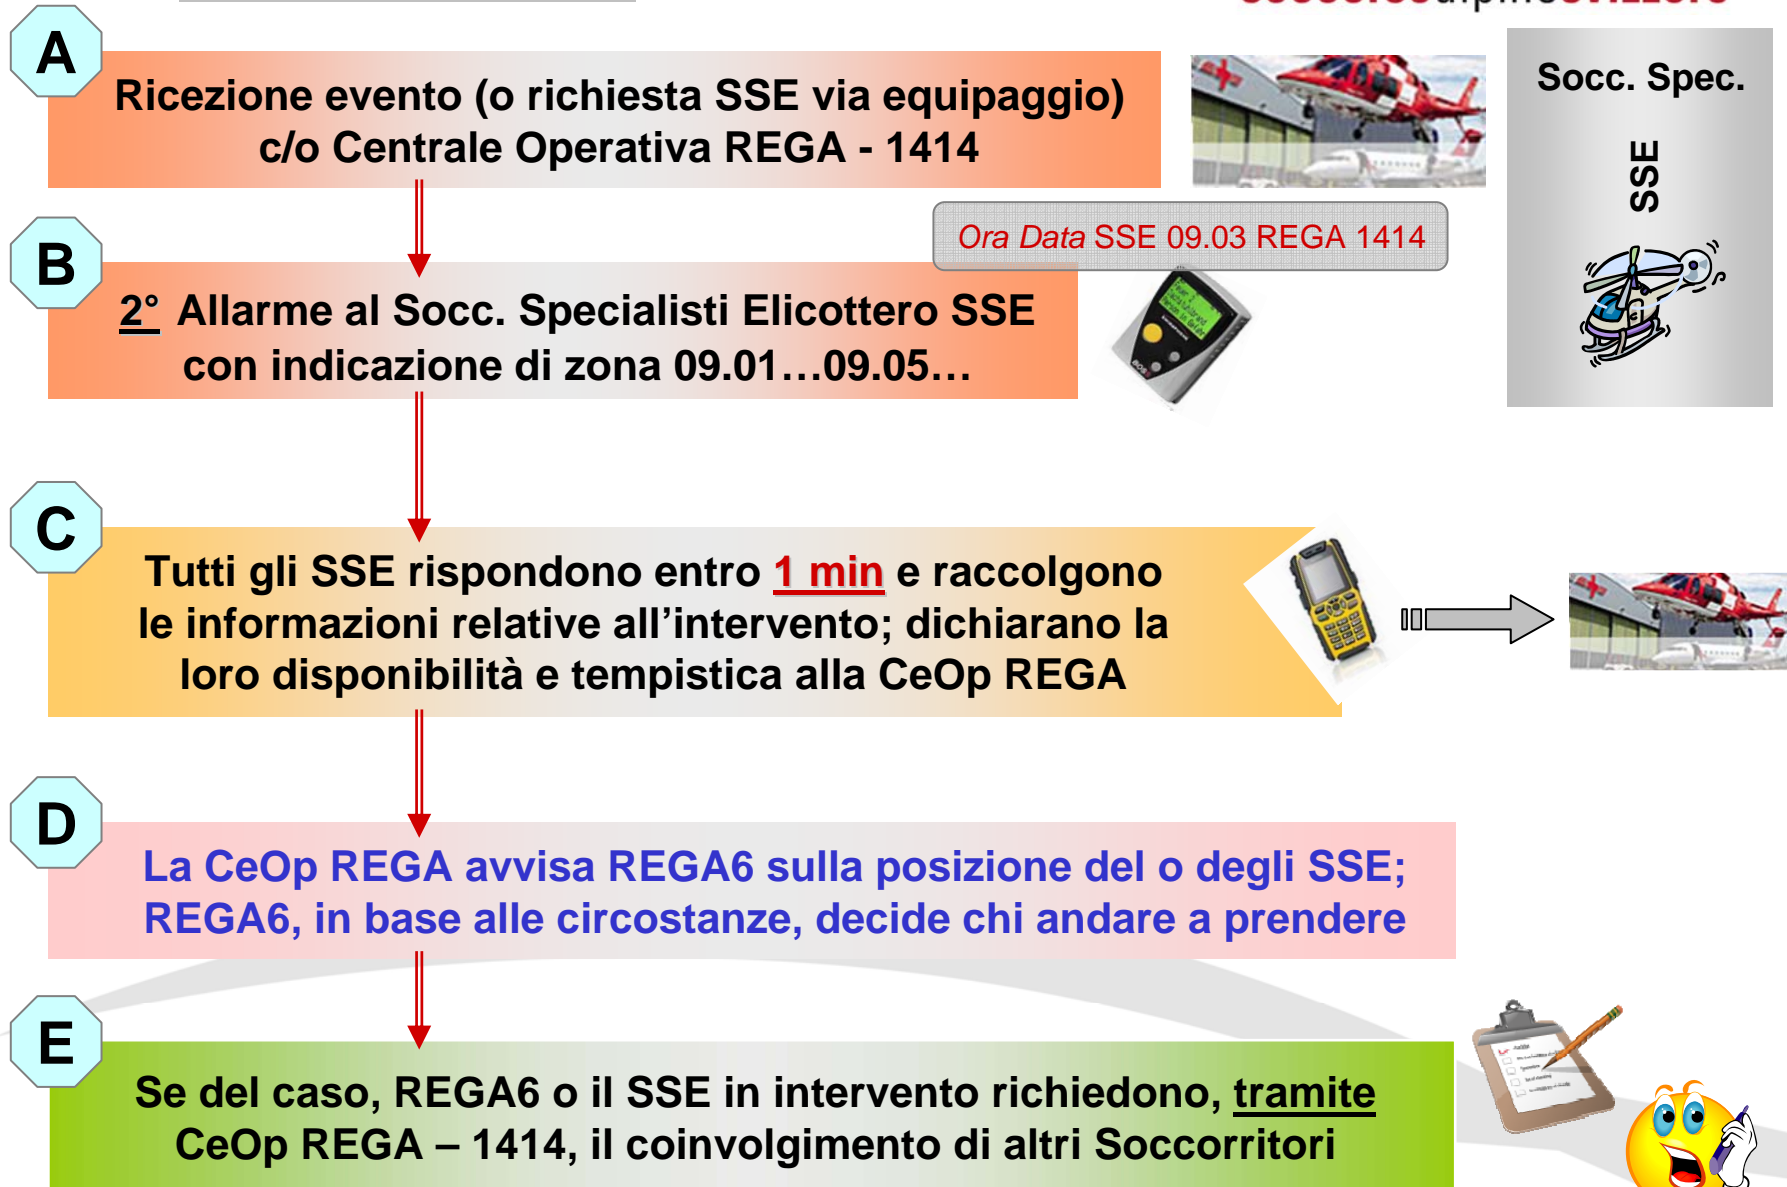 soccorsoalpinosvizzero
A
Ricezione evento (o richiesta SSE via equipaggio)
c/o Centrale Operativa REGA - 1414
Socc. Spec.
SSE
Ora Data SSE 09.03 REGA 1414
B
2° Allarme al Socc. Specialisti Elicottero SSE
con indicazione di zona 09.01…09.05…
C
Tutti gli SSE rispondono entro 1 min e raccolgono
le informazioni relative all’intervento; dichiarano la
loro disponibilità e tempistica alla CeOp REGA
D
La CeOp REGA avvisa REGA6 sulla posizione del o degli SSE;
REGA6, in base alle circostanze, decide chi andare a prendere
E
Se del caso, REGA6 o il SSE in intervento richiedono, tramite
CeOp REGA – 1414, il coinvolgimento di altri Soccorritori